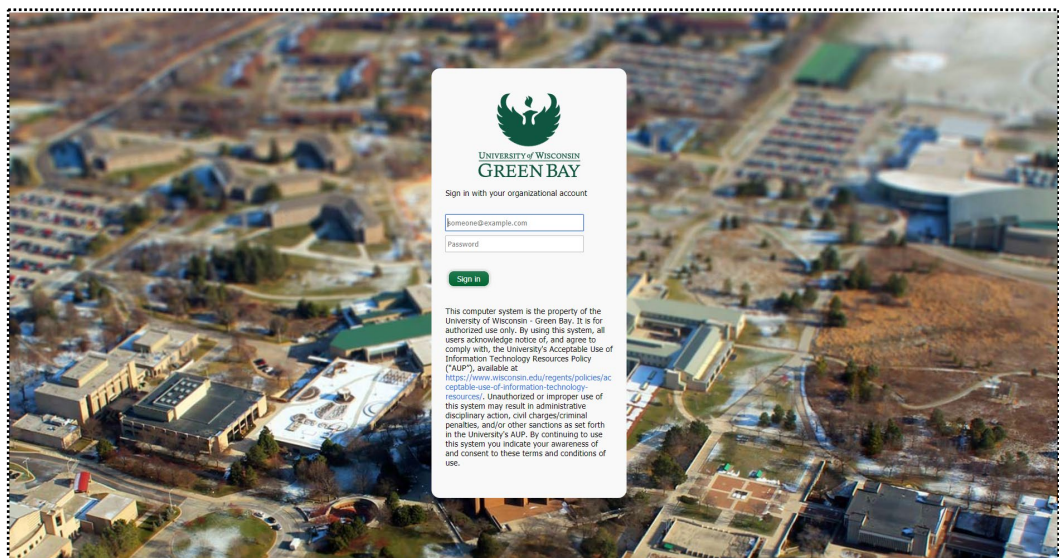 UNIVERSITY of WISCONSIN
GREEN BAY
Sign in with your organizational account
someone@example.com
Password
Sign in
This computer system is the property of the
University of Wisconsin - Green Bay. It is for
authorized use only. By using this system, all
users acknowledge notice of, and agree to
comply with, the University's Acceptable Use of
Information Technology Resources Policy
("AUP"), available at
https://www.wisconsin.edu/regents/policies/ac
ceptable-use-of-information-technology-
resources/. Unauthorized or improper use of
this system may result in administrative
disciplinary action, civil charges/criminal
penalties, and/or other sanctions as set forth
in the University's AUP. By continuing to use
this system you indicate your awareness of
and consent to these terms and conditions of
use.